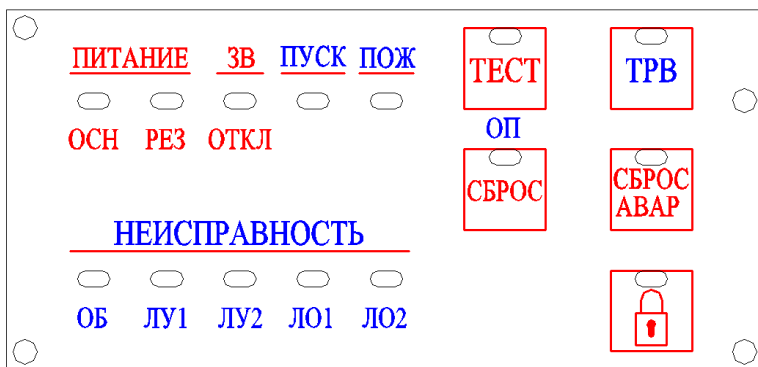 ПИТАНИЕ ЗВ ПУСК ПОЖ
ОСН РЕЗ ОТКЛ
НЕИСПРАВНОСТЬ
ОБ ЛУ1 ЛУ2 ЛО1 ЛО2
ТЕСТ ТРВ
ОП
СБРОС
СБРОС
АВАР